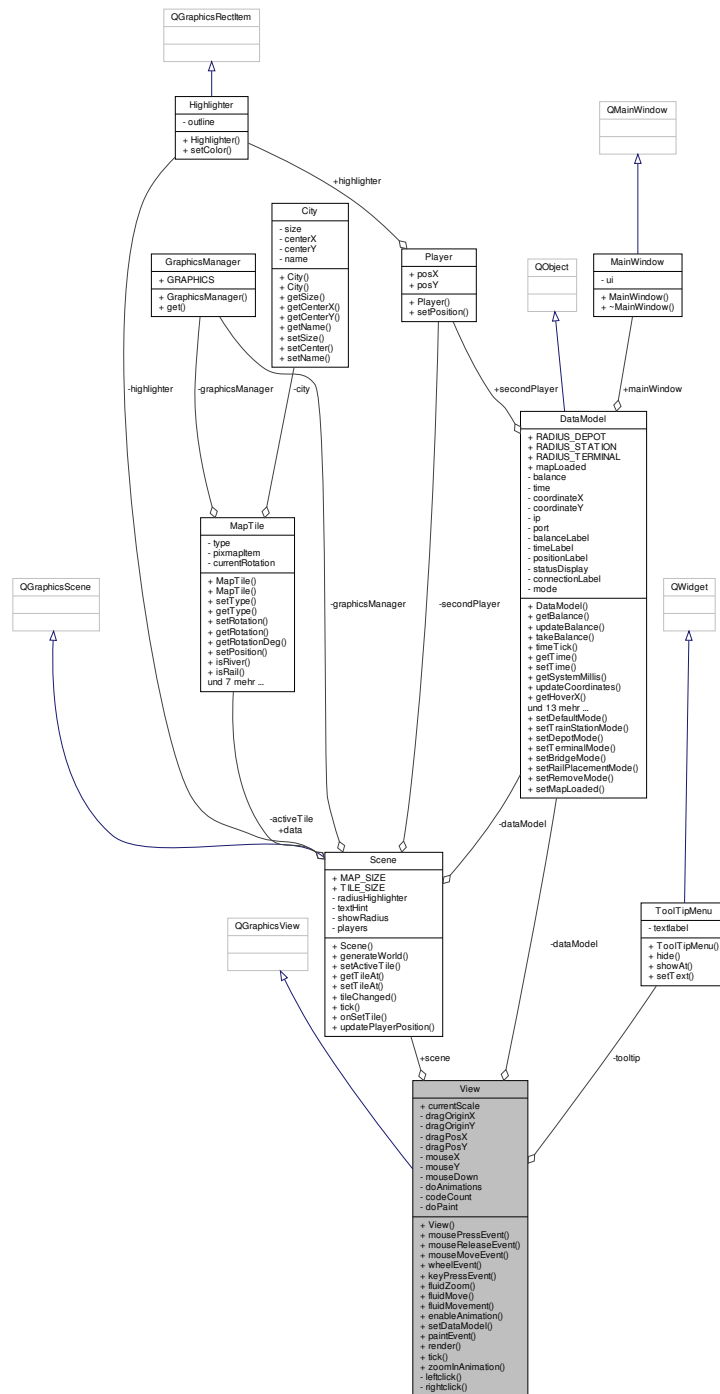 QGraphicsRectItem
Highlighter
- outline
+ Highlighter()
+ setColor()
QMainWindow
+highlighter
City
- size
- centerX
- centerY
- name
+ City()
+ City()
+ getSize()
+ getCenterX()
+ getCenterY()
+ getName()
+ setSize()
+ setCenter()
+ setName()
GraphicsManager
+ GRAPHICS
+ GraphicsManager()
+ get()
Player
+ posX
+ posY
+ Player()
+ setPosition()
QObject
MainWindow
- ui
+ MainWindow()
+ ~MainWindow()
-highlighter
-graphicsManager
-city
+secondPlayer
+mainWindow
DataModel
+ RADIUS_DEPOT
+ RADIUS_STATION
+ RADIUS_TERMINAL
+ mapLoaded
- balance
- time
- coordinateX
- coordinateY
- ip
- port
- balanceLabel
- timeLabel
- positionLabel
- statusDisplay
- connectionLabel
- mode
+ DataModel()
+ getBalance()
+ updateBalance()
+ takeBalance()
+ timeTick()
+ getTime()
+ setTime()
+ getSystemMillis()
+ updateCoordinates()
+ getHoverX()
und 13 mehr ...
+ setDefaultMode()
+ setTrainStationMode()
+ setDepotMode()
+ setTerminalMode()
+ setBridgeMode()
+ setRailPlacementMode()
+ setRemoveMode()
+ setMapLoaded()
MapTile
- type
- pixmapItem
- currentRotation
+ MapTile()
+ MapTile()
+ setType()
+ getType()
+ setRotation()
+ getRotation()
+ getRotationDeg()
+ setPosition()
+ isRiver()
+ isRail()
und 7 mehr ...
QGraphicsScene
-graphicsManager
-secondPlayer
QWidget
-activeTile
+data
-dataModel
Scene
+ MAP_SIZE
+ TILE_SIZE
- radiusHighlighter
- textHint
- showRadius
- players
+ Scene()
+ generateWorld()
+ setActiveTile()
+ getTileAt()
+ setTileAt()
+ tileChanged()
+ tick()
+ onSetTile()
+ updatePlayerPosition()
QGraphicsView
-dataModel
ToolTipMenu
- textlabel
+ ToolTipMenu()
+ hide()
+ showAt()
+ setText()
+scene
-tooltip
View
+ currentScale
- dragOriginX
- dragOriginY
- dragPosX
- dragPosY
- mouseX
- mouseY
- mouseDown
- doAnimations
- codeCount
- doPaint
+ View()
+ mousePressEvent()
+ mouseReleaseEvent()
+ mouseMoveEvent()
+ wheelEvent()
+ keyPressEvent()
+ fluidZoom()
+ fluidMove()
+ fluidMovement()
+ enableAnimation()
+ setDataModel()
+ paintEvent()
+ render()
+ tick()
+ zoomInAnimation()
- leftclick()
- rightclick()